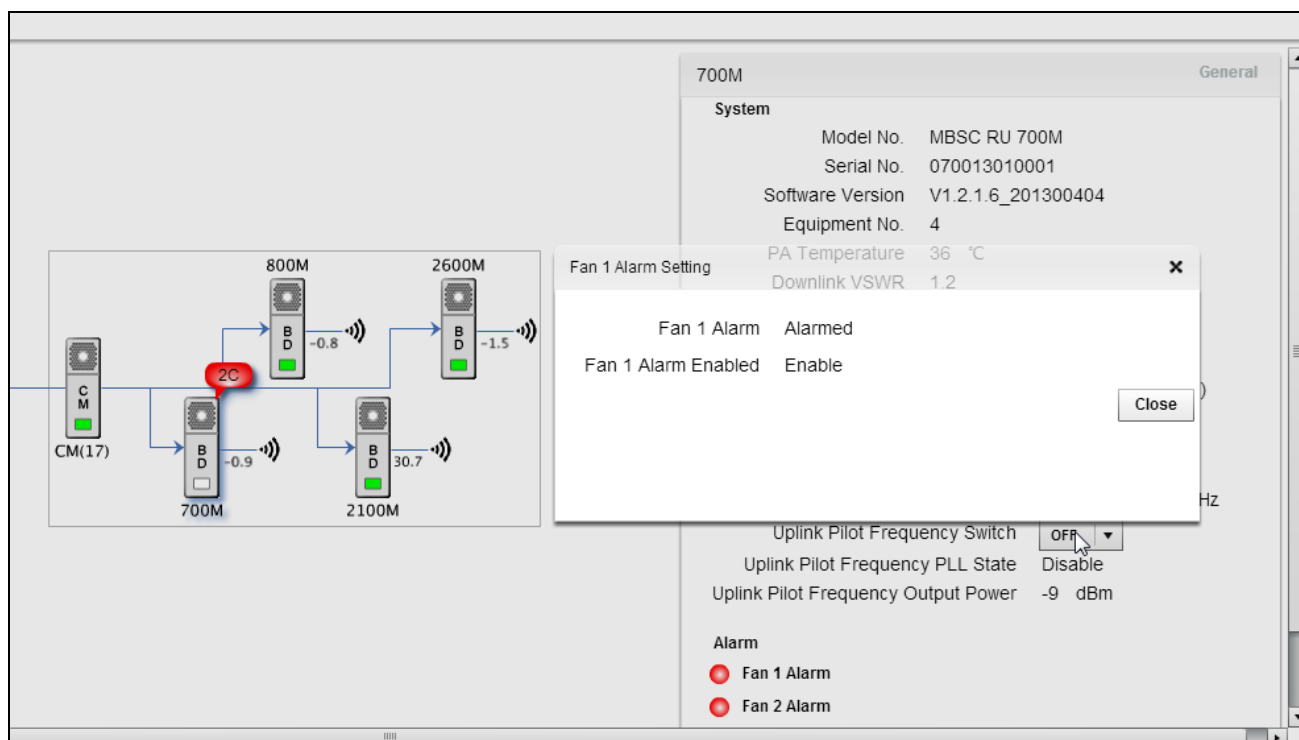 700M General
System
Model No. MBSC RU 700M
Serial No. 070013010001
Software Version V1.2.1.6_201300404
Equipment No. 4
PA Temperature 36 ℃
Downlink VSWR 1.2
800M
2600M
B
D
-0.8
B
D
-1.5
2C
C
M
CM(17)
B
D
-0.9
700M
B
D
30.7
2100M
Fan 1 Alarm Setting
Fan 1 Alarm Alarmed
Fan 1 Alarm Enabled Enable
Close
)
Hz
Uplink Pilot Frequency Switch OFF
Uplink Pilot Frequency PLL State Disable
Uplink Pilot Frequency Output Power -9 dBm
Alarm
Fan 1 Alarm
Fan 2 Alarm